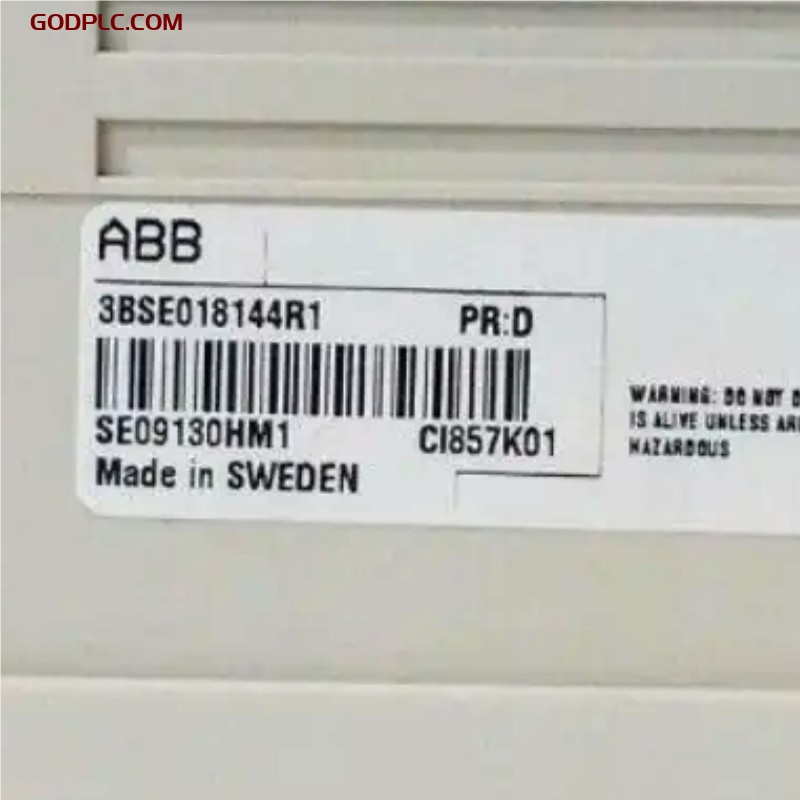 GODPLC.COM
ABB
3BSE018144R1 PR:D
SE09130HM1 CI857K01
Made in SWEDEN
WARNING: DO NOT
IS ALIVE UNLESS
HAZARDOUS